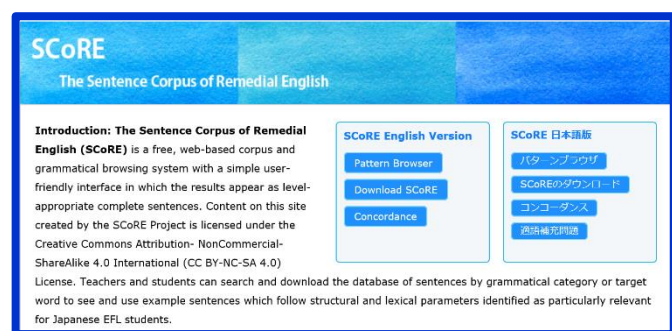 SCoRE
The Sentence Corpus of Remedial English
Introduction: The Sentence Corpus of Remedial
English (SCoRE) is a free, web-based corpus and
grammatical browsing system with a simple user-
friendly interface in which the results appear as level-
appropriate complete sentences. Content on this site
created by the SCoRE Project is licensed under the
Creative Commons Attribution- NonCommercial-
ShareAlike 4.0 International (CC BY-NC-SA 4.0)
License. Teachers and students can search and download the database of sentences by grammatical category or target
word to see and use example sentences which follow structural and lexical parameters identified as particularly relevant
for Japanese EFL students.
SCoRE English Version
Pattern Browser
Download SCoRE
Concordance
SCoRE 日本語版
パターンブラウザ
SCoREのダウンロード
コンコーダンス
適語補充問題